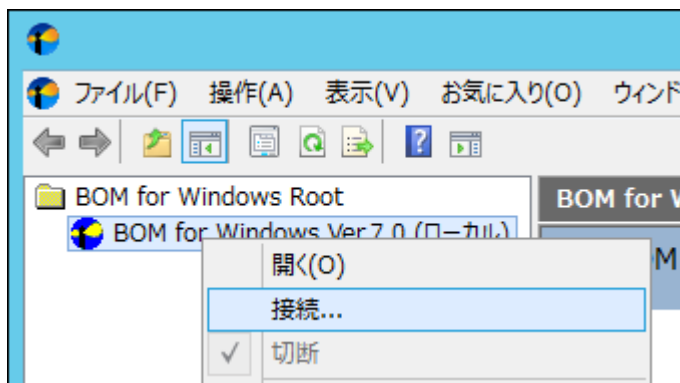 ファイル(F) 操作(A) 表示(V) お気に入り(O) ウィンド
BOM for Windows Root
BOM for
BOM for Windows Ver.7.0 (ローカル)
開く(O)
接続...
切断